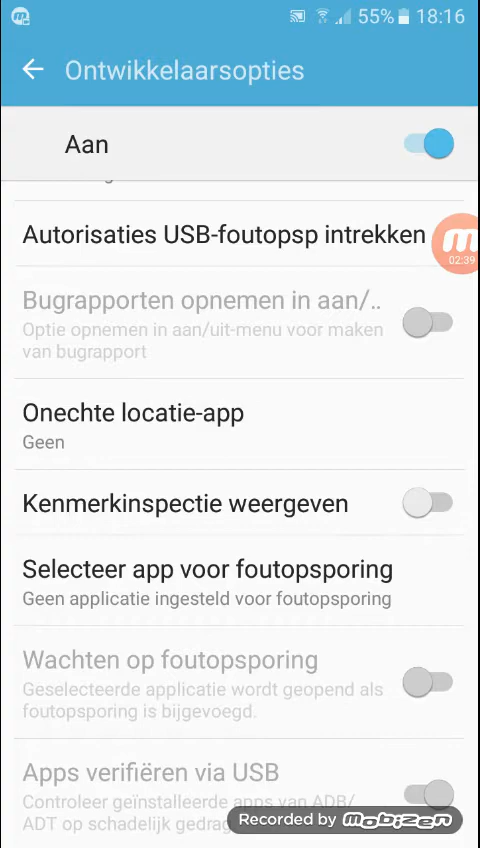 55% 18:16
Ontwikkelaarsopties
Aan
Autorisaties USB-foutopsp intrekken
02:39
Bugrapporten opnemen in aan/..
Optie opnemen in aan/uit-menu voor maken
van bugrapport
Onechte locatie-app
Geen
Kenmerkinspectie weergeven
Selecteer app voor foutopsporing
Geen applicatie ingesteld voor foutopsporing
Wachten op foutopsporing
Geselecteerde applicatie wordt geopend als
foutopsporing is bijgevoegd.
Apps verifiëren via USB
Controleer geïnstalleerde apps van ADB/
ADT op schadelijk gedrag
Recorded by mobizen